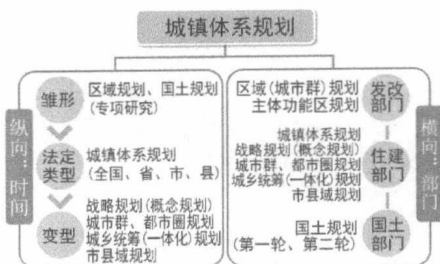 城镇体系规划
纵向：时间
雏形
区域规划、国土规划
(专项研究)
法定
类型
城镇体系规划
(全国、省、市、县)
变型
战略规划(概念规划)
城市群、都市圈规划
城乡统筹(一体化)规划
市县域规划
区域(城市群)规划
主体功能区规划
发改
部门
城镇体系规划
战略规划(概念规划)
城市群、都市圈规划
城乡统筹(一体化)规划
市县域规划
住建
部门
国土规划
(第一轮、第二轮)
国土
部门
横向：部门